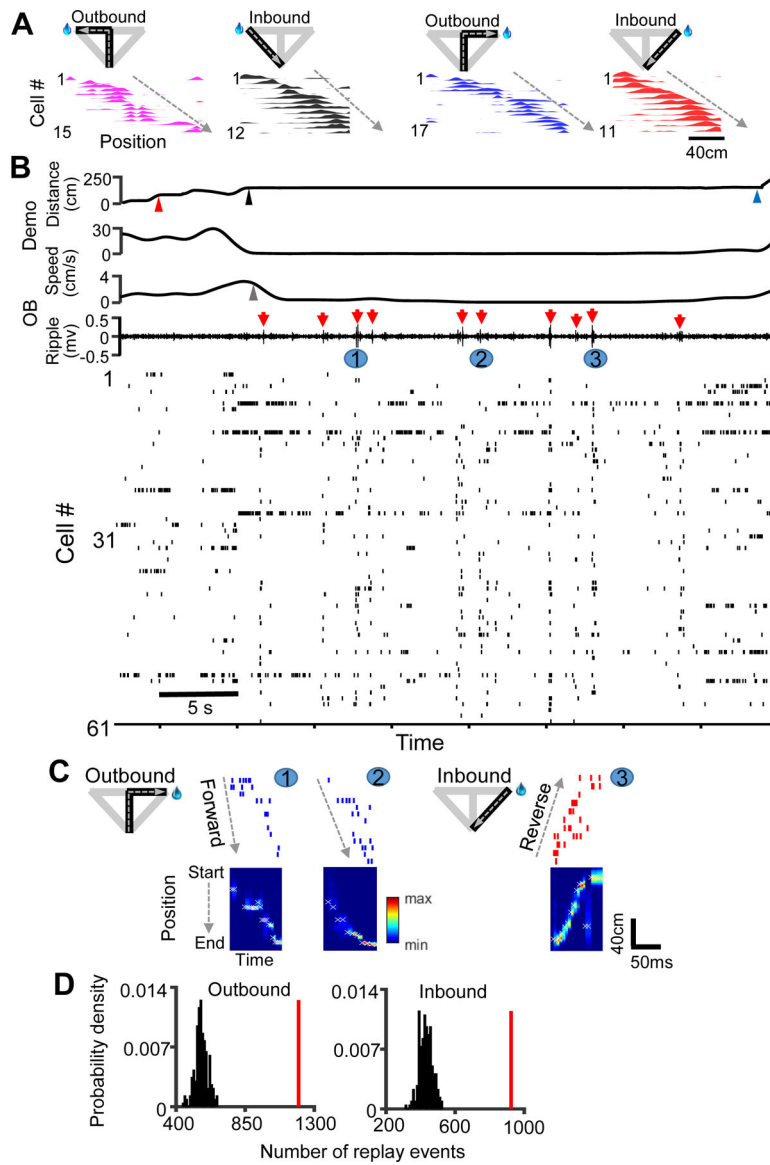 A
Outbound
Inbound
Outbound
Inbound
Cell #
1
1
1
1
15
12
17
11
Position
40cm
B
Demo
Distance
(cm)
250
0
Speed
(cm/s)
30
0
OB
4
0
Ripple
(mv)
0.5
0
-0.5
1
2
3
Cell #
1
31
61
5 s
Time
C
Outbound
Forward
1
2
Inbound
Reverse
3
Position
Start
End
Time
max
min
40cm
50ms
D
Probability density
0.014
0.007
0
Outbound
400
850
1300
0.014
0.007
0
Inbound
200
600
1000
Number of replay events